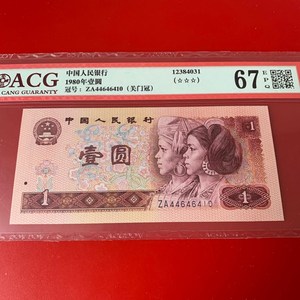 ACG
CANG GUARANTY
中国人民银行
1980年壹圆
冠号：ZA44646410（关门冠）
12384031
(☆☆☆)
67 EPQ
中国人民银行
壹圆
1
1
ZA44646410